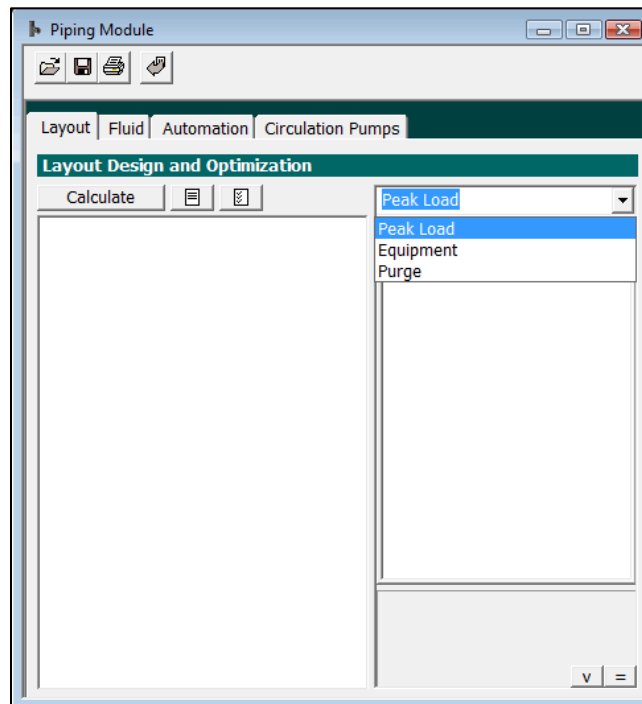 Piping Module
Layout Fluid Automation Circulation Pumps
Layout Design and Optimization
Calculate
Peak Load
Peak Load
Equipment
Purge
v =